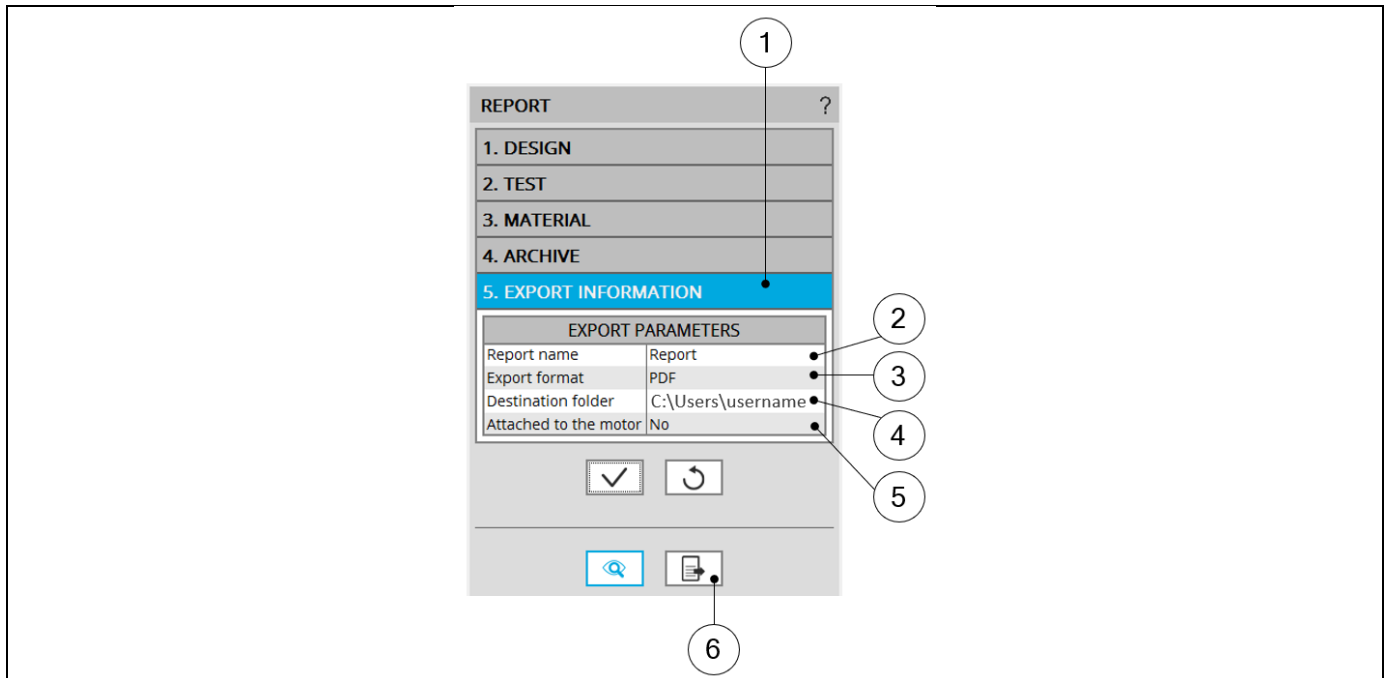 1
REPORT ?
1. DESIGN
2. TEST
3. MATERIAL
4. ARCHIVE
5. EXPORT INFORMATION
EXPORT PARAMETERS
Report name Report
2
Export format PDF
3
Destination folder C:\Users\username
4
Attached to the motor No
5
6